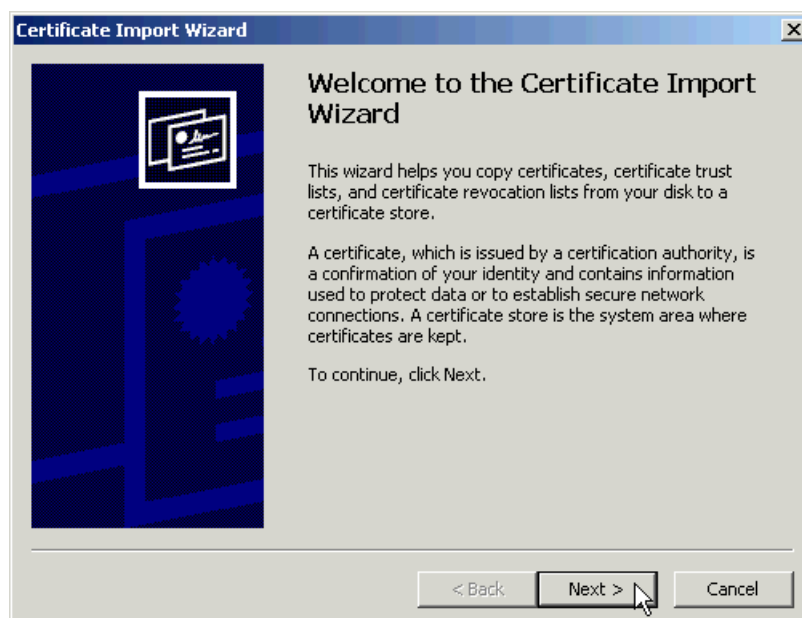 Certificate Import Wizard
Welcome to the Certificate Import
Wizard
This wizard helps you copy certificates, certificate trust
lists, and certificate revocation lists from your disk to a
certificate store.
A certificate, which is issued by a certification authority, is
a confirmation of your identity and contains information
used to protect data or to establish secure network
connections. A certificate store is the system area where
certificates are kept.
To continue, click Next.
< Back
Next >
Cancel